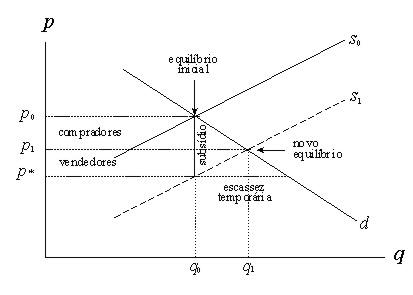 p
s₀
equilíbrio
inicial
s₁
p₀
compradores
subsídio
novo
equilíbrio
p₁
vendedores
p*
escassez
temporária
d
q₀
q₁
q